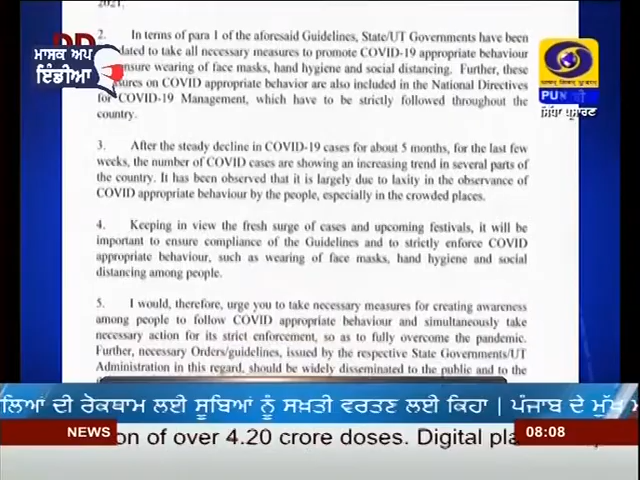 2021.
2. In terms of para 1 of the aforesaid Guidelines, State/UT Governments have been
dated to take all necessary measures to promote COVID-19 appropriate behaviour
ensure wearing of face masks, hand hygiene and social distancing. Further, these
sures on COVID appropriate behavior are also included in the National Directives
for COVID-19 Management, which have to be strictly followed throughout the
country.
3. After the steady decline in COVID-19 cases for about 5 months, for the last few
weeks, the number of COVID cases are showing an increasing trend in several parts of
the country. It has been observed that it is largely due to laxity in the observance of
COVID appropriate behaviour by the people, especially in the crowded places.
4. Keeping in view the fresh surge of cases and upcoming festivals, it will be
important to ensure compliance of the Guidelines and to strictly enforce COVID
appropriate behaviour, such as wearing of face masks, hand hygiene and social
distancing among people.
5. I would, therefore, urge you to take necessary measures for creating awareness
among people to follow COVID appropriate behaviour and simultaneously take
necessary action for its strict enforcement, so as to fully overcome the pandemic.
Further, necessary Orders/guidelines, issued by the respective State Governments/UT
Administration in this regard, should be widely disseminated to the public and to the
ਮਾਸਕ ਅਪ
ਇੰਡੀਆ
ਸਿੱਧਾ ਪ੍ਰਸਾਰਣ
ਲਿਆਂ ਦੀ ਰੋਕਥਾਮ ਲਈ ਸੂਬਿਆਂ ਨੂੰ ਸਖ਼ਤੀ ਵਰਤਣ ਲਈ ਕਿਹਾ | ਪੰਜਾਬ ਦੇ ਮੁੱਖ
NEWS on of over 4.20 crore doses. Digital pla 08:08